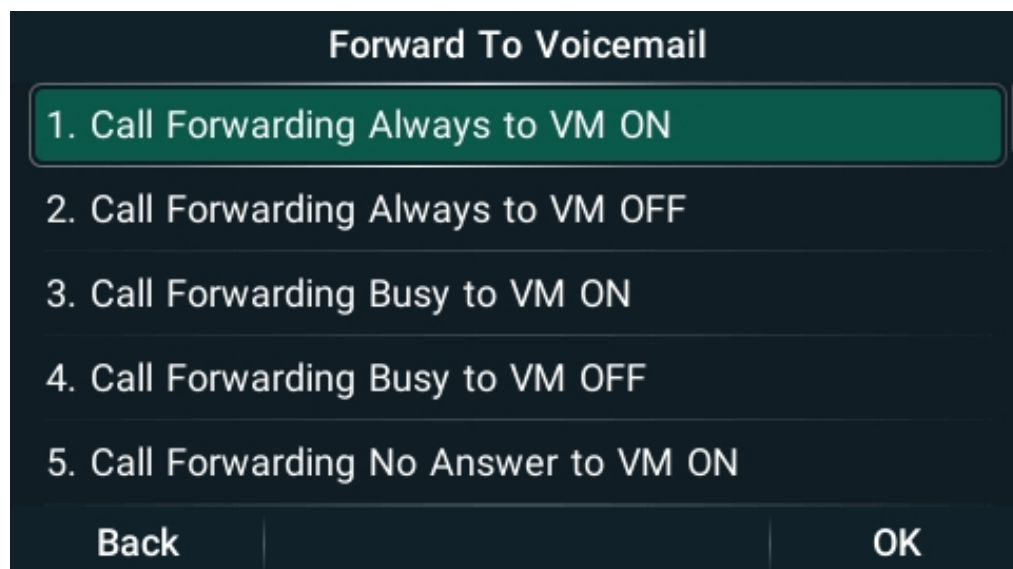 Forward To Voicemail
1. Call Forwarding Always to VM ON
2. Call Forwarding Always to VM OFF
3. Call Forwarding Busy to VM ON
4. Call Forwarding Busy to VM OFF
5. Call Forwarding No Answer to VM ON
Back OK